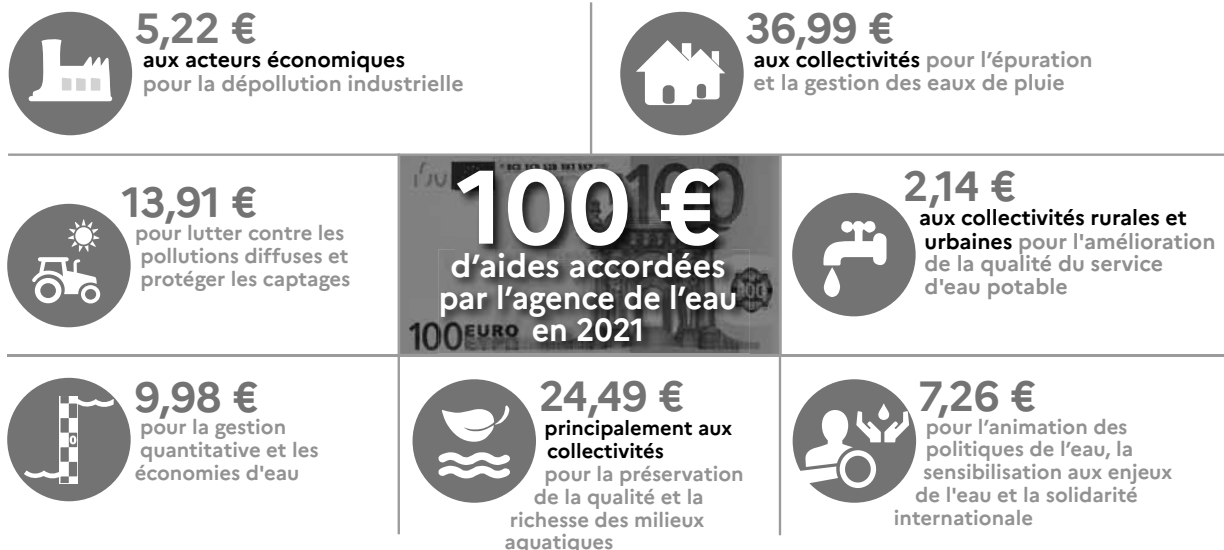 5,22 €
aux acteurs économiques
pour la dépollution industrielle
36,99 €
aux collectivités pour l'épuration
et la gestion des eaux de pluie
13,91 €
pour lutter contre les
pollutions diffuses et
protéger les captages
100 €
d'aides accordées
par l'agence de l'eau
en 2021
100 EURO
2,14 €
aux collectivités rurales et
urbaines pour l'amélioration
de la qualité du service
d'eau potable
9,98 €
pour la gestion
quantitative et les
économies d'eau
0
24,49 €
principalement aux
collectivités
pour la préservation
de la qualité et la
richesse des milieux
aquatiques
7,26 €
pour l'animation des
politiques de l'eau, la
sensibilisation aux enjeux
de l'eau et la solidarité
internationale